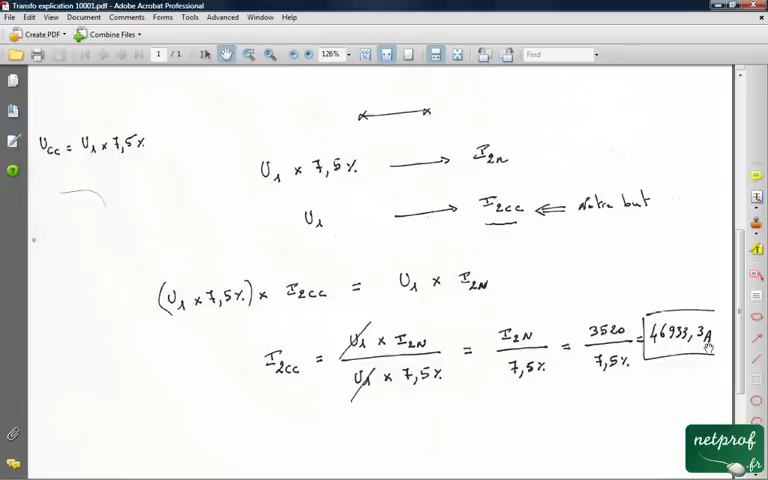 Transfo explication 10001.pdf - Adobe Acrobat Professional
File Edit View Document Comments Forms Tools Advanced Window Help
Create PDF Combine Files
1 / 1 126% Find
Ucc = U1 × 7,5%
U1 × 7,5% → I2n
U1 → I2cc ⇐ Notre but
(U1 × 7,5%) × I2cc = U1 × I2N
I2cc = U1 × I2N / U1 × 7,5% = I2N / 7,5% = 3520 / 7,5% = 46933,3A
netprof
.fr